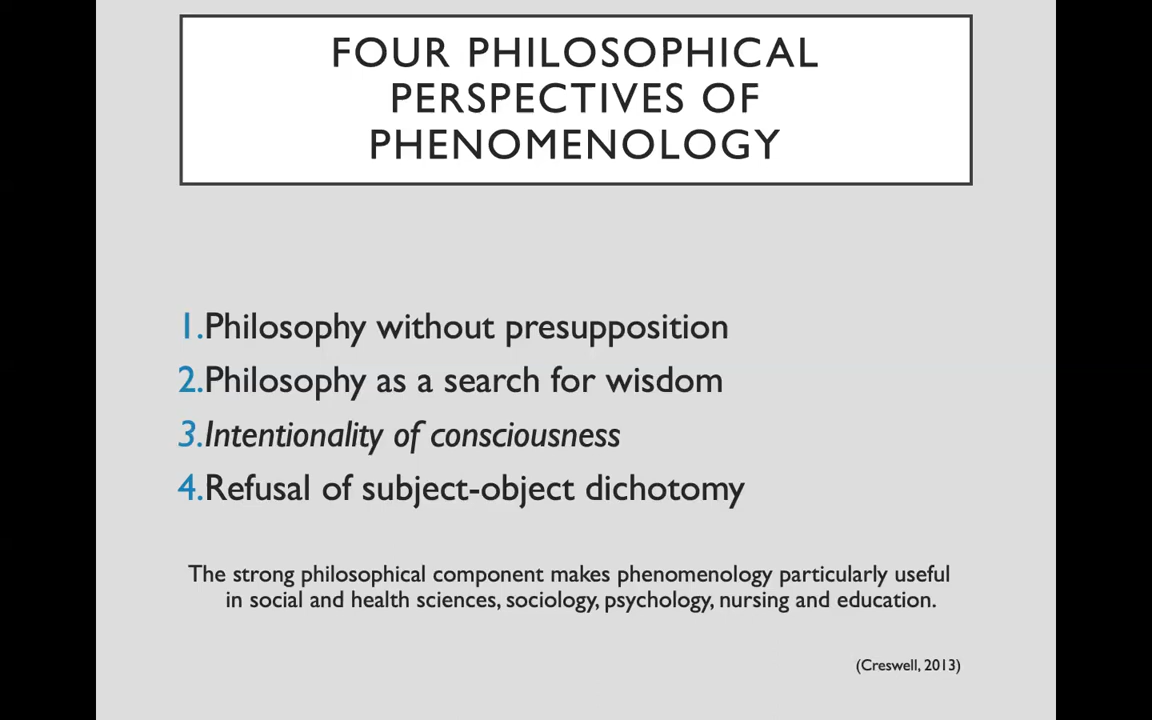 FOUR PHILOSOPHICAL
PERSPECTIVES OF
PHENOMENOLOGY
1.Philosophy without presupposition
2.Philosophy as a search for wisdom
3.Intentionality of consciousness
4.Refusal of subject-object dichotomy
The strong philosophical component makes phenomenology particularly useful
in social and health sciences, sociology, psychology, nursing and education.
(Creswell, 2013)